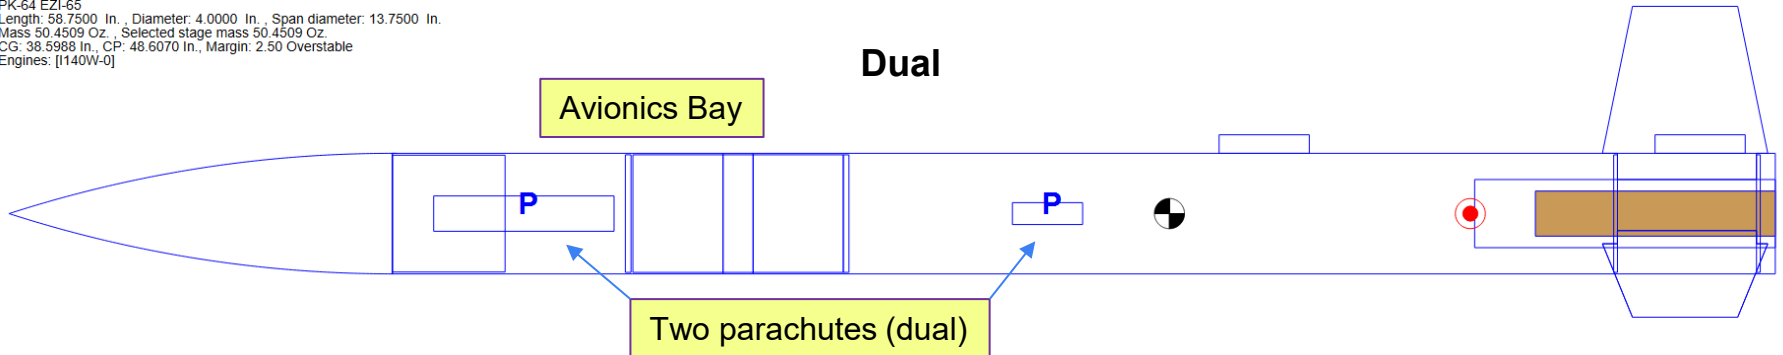 PK-64 EZI-65
Length: 58.7500 In. , Diameter: 4.0000 In. , Span diameter: 13.7500 In.
Mass 50.4509 Oz. , Selected stage mass 50.4509 Oz.
CG: 38.5988 In., CP: 48.6070 In., Margin: 2.50 Overstable
Engines: [I140W-0]
Dual
Avionics Bay
P
P
Two parachutes (dual)